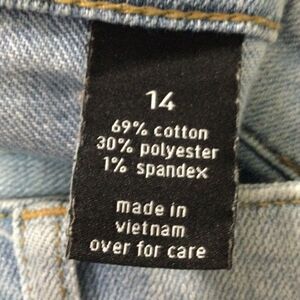 14
69% cotton
30% polyester
1% spandex
made in
vietnam
over for care